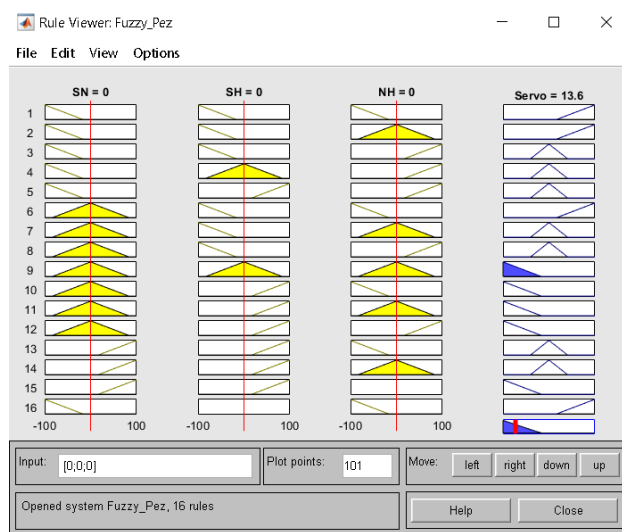 Rule Viewer: Fuzzy_Pez
File Edit View Options
SN = 0 SH = 0 NH = 0 Servo = 13.6
1
2
3
4
5
6
7
8
9
10
11
12
13
14
15
16
-100 100 -100 100 -100 100
Input: [0;0;0] Plot points: 101 Move: left right down up
Opened system Fuzzy_Pez, 16 rules Help Close